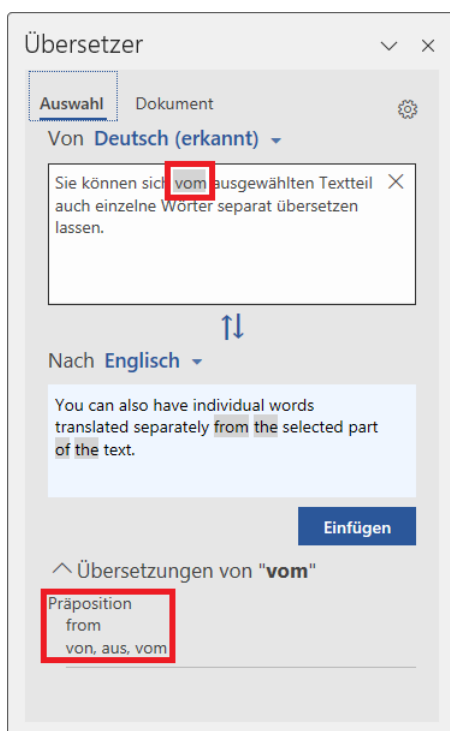 Übersetzer
Auswahl Dokument
Von Deutsch (erkannt)
Sie können sich vom ausgewählten Textteil
auch einzelne Wörter separat übersetzen
lassen.
Nach Englisch
You can also have individual words
translated separately from the selected part
of the text.
Einfügen
Übersetzungen von "vom"
Präposition
from
von, aus, vom